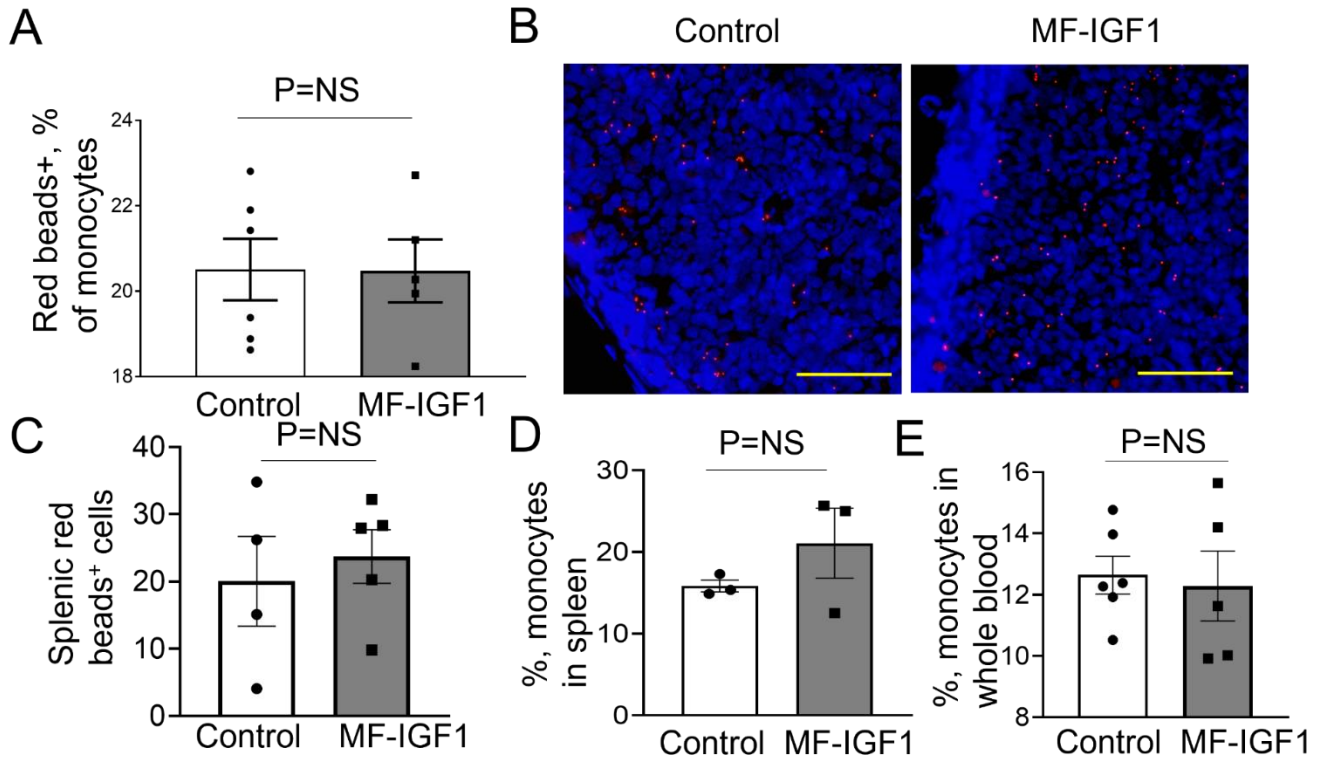 A
P=NS
Red beads+, %
of monocytes
24
22
20
18
Control
MF-IGF1
B
Control
MF-IGF1
C
P=NS
Splenic red
beads⁺ cells
40
30
20
10
0
Control
MF-IGF1
D
P=NS
%, monocytes
in spleen
30
20
10
0
Control
MF-IGF1
E
P=NS
%, monocytes in
whole blood
16
14
12
10
8
Control
MF-IGF1